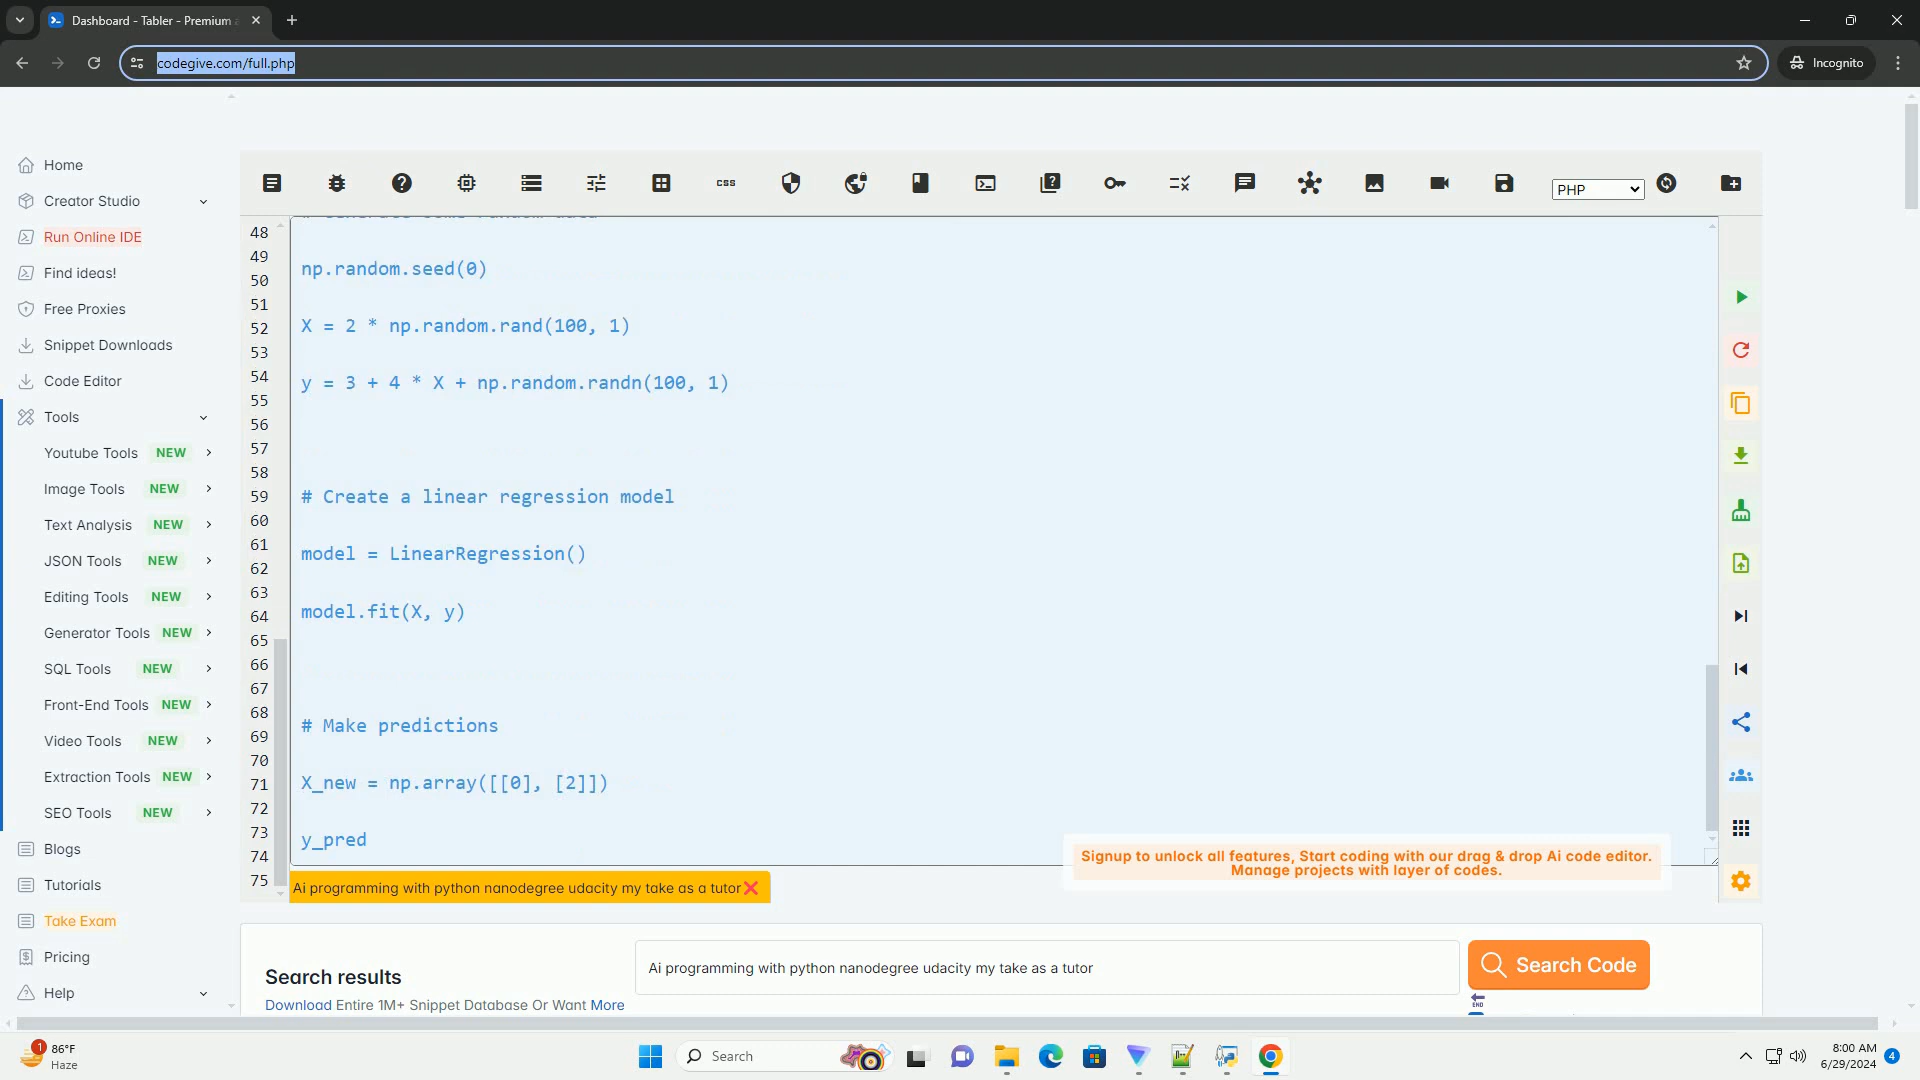 Dashboard - Tabler - Premium
codegive.com/full.php
Incognito
Home
Creator Studio
Run Online IDE
Find ideas!
Free Proxies
Snippet Downloads
Code Editor
Tools
Youtube Tools NEW
Image Tools NEW
Text Analysis NEW
JSON Tools NEW
Editing Tools NEW
Generator Tools NEW
SQL Tools NEW
Front-End Tools NEW
Video Tools NEW
Extraction Tools NEW
SEO Tools NEW
Blogs
Tutorials
Take Exam
Pricing
Help
css
PHP
48
49
50
51
52
53
54
55
56
57
58
59
60
61
62
63
64
65
66
67
68
69
70
71
72
73
74
75
np.random.seed(0)
X = 2 * np.random.rand(100, 1)
y = 3 + 4 * X + np.random.randn(100, 1)
# Create a linear regression model
model = LinearRegression()
model.fit(X, y)
# Make predictions
X_new = np.array([[0], [2]])
y_pred
Signup to unlock all features, Start coding with our drag & drop Ai code editor.
Manage projects with layer of codes.
Ai programming with python nanodegree udacity my take as a tutor
Search results
Download Entire 1M+ Snippet Database Or Want More
Ai programming with python nanodegree udacity my take as a tutor
Search Code
END
1
86°F
Haze
Search
8:00 AM
6/29/2024
4